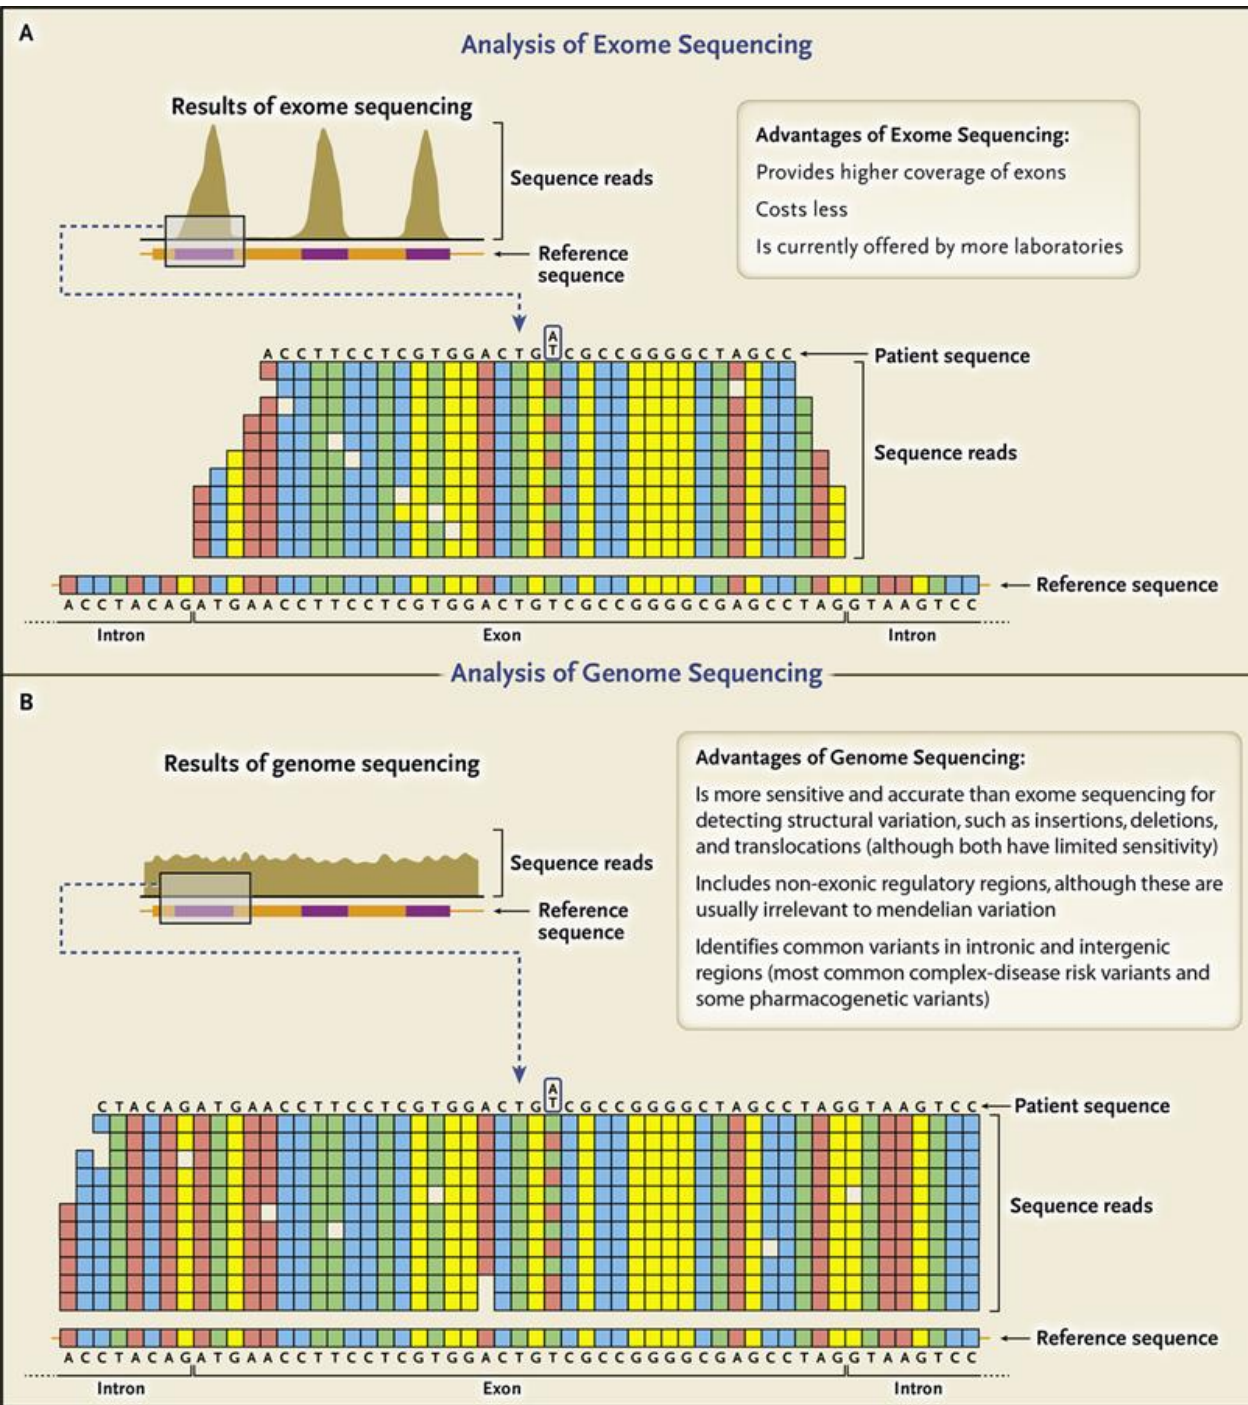 A
Analysis of Exome Sequencing
Results of exome sequencing
Sequence reads
Reference
sequence
Advantages of Exome Sequencing:
Provides higher coverage of exons
Costs less
Is currently offered by more laboratories
A
A C C T T C C T C G T G G A C T G T C G C C G G G G C T A G C C
Patient sequence
Sequence reads
Reference sequence
A C C T A C A G A T G A A C C T T C C T C G T G G A C T G T C G C C G G G G C G A G C C T A G G T A A G T C C
Intron Exon Intron
Analysis of Genome Sequencing
B
Results of genome sequencing
Sequence reads
Reference
sequence
Advantages of Genome Sequencing:
Is more sensitive and accurate than exome sequencing for
detecting structural variation, such as insertions, deletions,
and translocations (although both have limited sensitivity)
Includes non-exonic regulatory regions, although these are
usually irrelevant to mendelian variation
Identifies common variants in intronic and intergenic
regions (most common complex-disease risk variants and
some pharmacogenetic variants)
A
C T A C A G A T G A A C C T T C C T C G T G G A C T G T C G C C G G G G C T A G C C T A G G T A A G T C C
Patient sequence
Sequence reads
Reference sequence
A C C T A C A G A T G A A C C T T C C T C G T G G A C T G T C G C C G G G G C G A G C C T A G G T A A G T C C
Intron Exon Intron